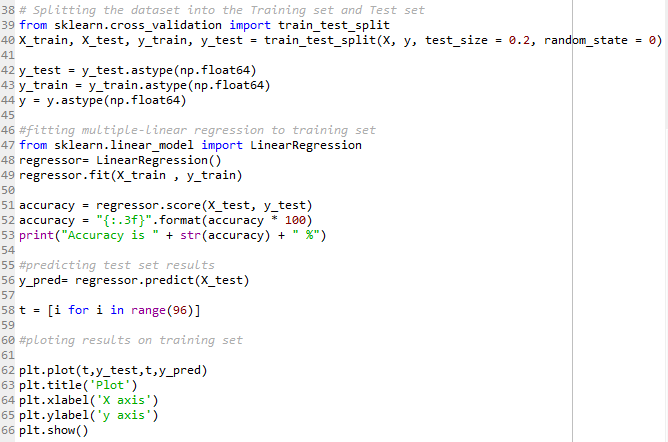 38 # Splitting the dataset into the Training set and Test set
39 from sklearn.cross_validation import train_test_split
40 X_train, X_test, y_train, y_test = train_test_split(X, y, test_size = 0.2, random_state = 0)
41
42 y_test = y_test.astype(np.float64)
43 y_train = y_train.astype(np.float64)
44 y = y.astype(np.float64)
45
46 #fitting multiple-linear regression to training set
47 from sklearn.linear_model import LinearRegression
48 regressor= LinearRegression()
49 regressor.fit(X_train , y_train)
50
51 accuracy = regressor.score(X_test, y_test)
52 accuracy = "{:.3f}".format(accuracy * 100)
53 print("Accuracy is " + str(accuracy) + " %")
54
55 #predicting test set results
56 y_pred= regressor.predict(X_test)
57
58 t = [i for i in range(96)]
59
60 #ploting results on training set
61
62 plt.plot(t,y_test,t,y_pred)
63 plt.title('Plot')
64 plt.xlabel('X axis')
65 plt.ylabel('y axis')
66 plt.show()